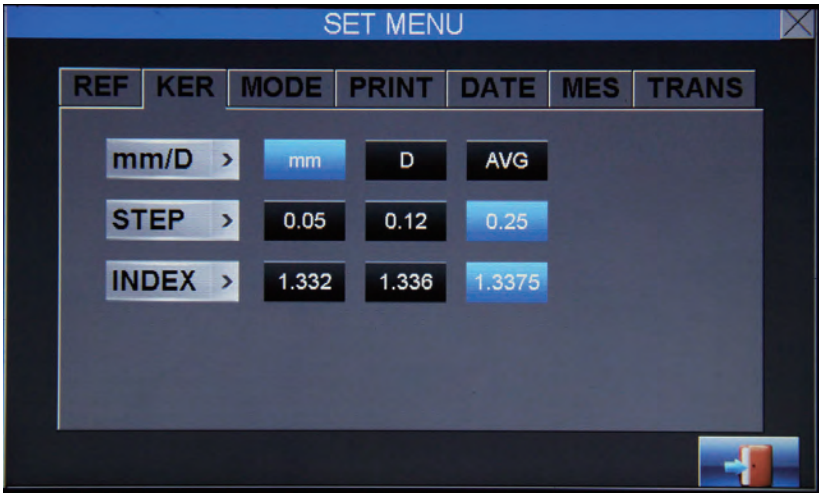 SET MENU
REF KER MODE PRINT DATE MES TRANS
mm/D > mm D AVG
STEP > 0.05 0.12 0.25
INDEX > 1.332 1.336 1.3375